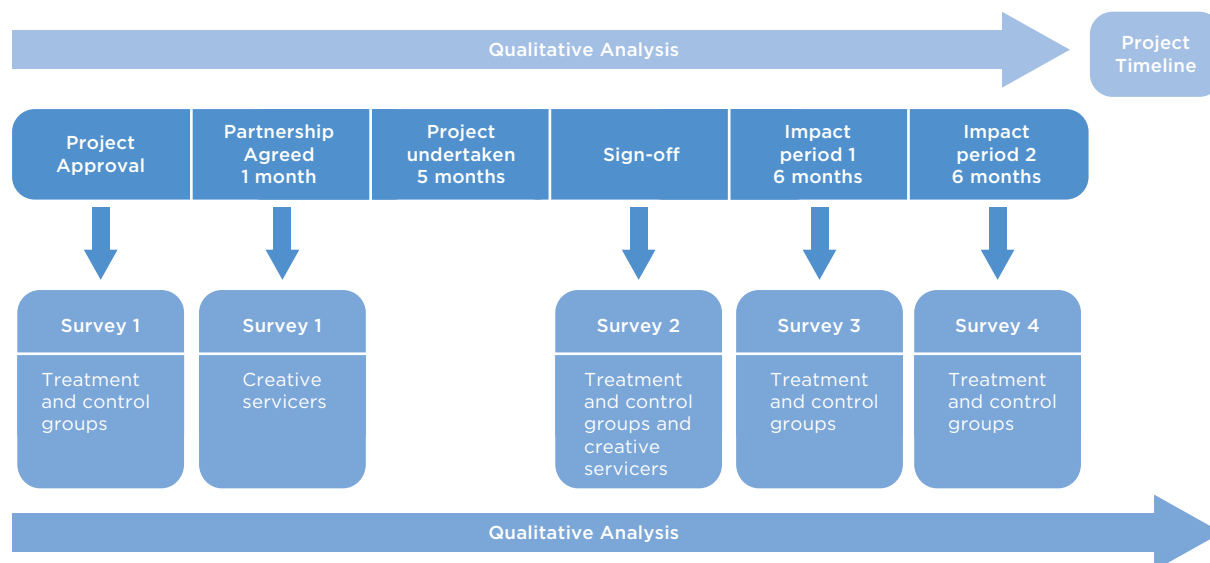 Qualitative Analysis
Project
Timeline
Project
Approval
Partnership
Agreed
1 month
Project
undertaken
5 months
Sign-off
Impact
period 1
6 months
Impact
period 2
6 months
Survey 1
Treatment
and control
groups
Survey 1
Creative
servicers
Survey 2
Treatment
and control
groups and
creative
servicers
Survey 3
Treatment
and control
groups
Survey 4
Treatment
and control
groups
Qualitative Analysis